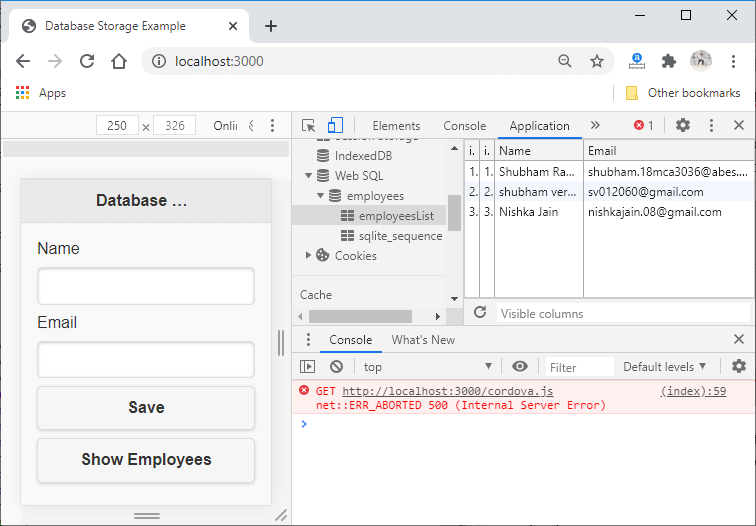 Database Storage Example
localhost:3000
Apps
Other bookmarks
250 × 326 Onlin
Elements Console Application » 1
IndexedDB
Web SQL
employees
employeesList
sqlite_sequence
Cookies
Cache
i. i. Name Email
1. 1. Shubham Ra... shubham.18mca3036@abes....
2. 2. shubham ver... sv012060@gmail.com
3. 3. Nishka Jain nishkajain.08@gmail.com
Visible columns
Database ...
Name
Email
Save
Show Employees
Console What's New
top Filter Default levels
GET http://localhost:3000/cordova.js (index):59
net::ERR_ABORTED 500 (Internal Server Error)